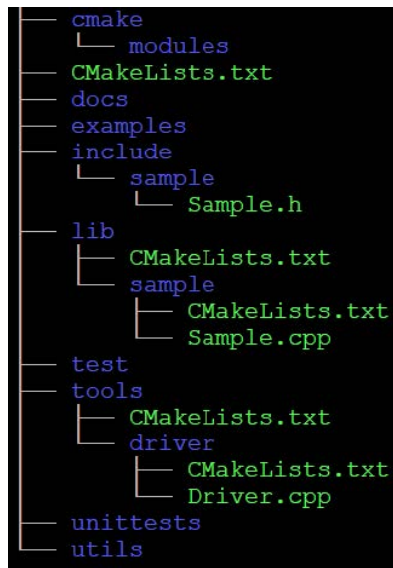 cmake
modules
CMakeLists.txt
docs
examples
include
sample
Sample.h
lib
CMakeLists.txt
sample
CMakeLists.txt
Sample.cpp
test
tools
CMakeLists.txt
driver
CMakeLists.txt
Driver.cpp
unittests
utils